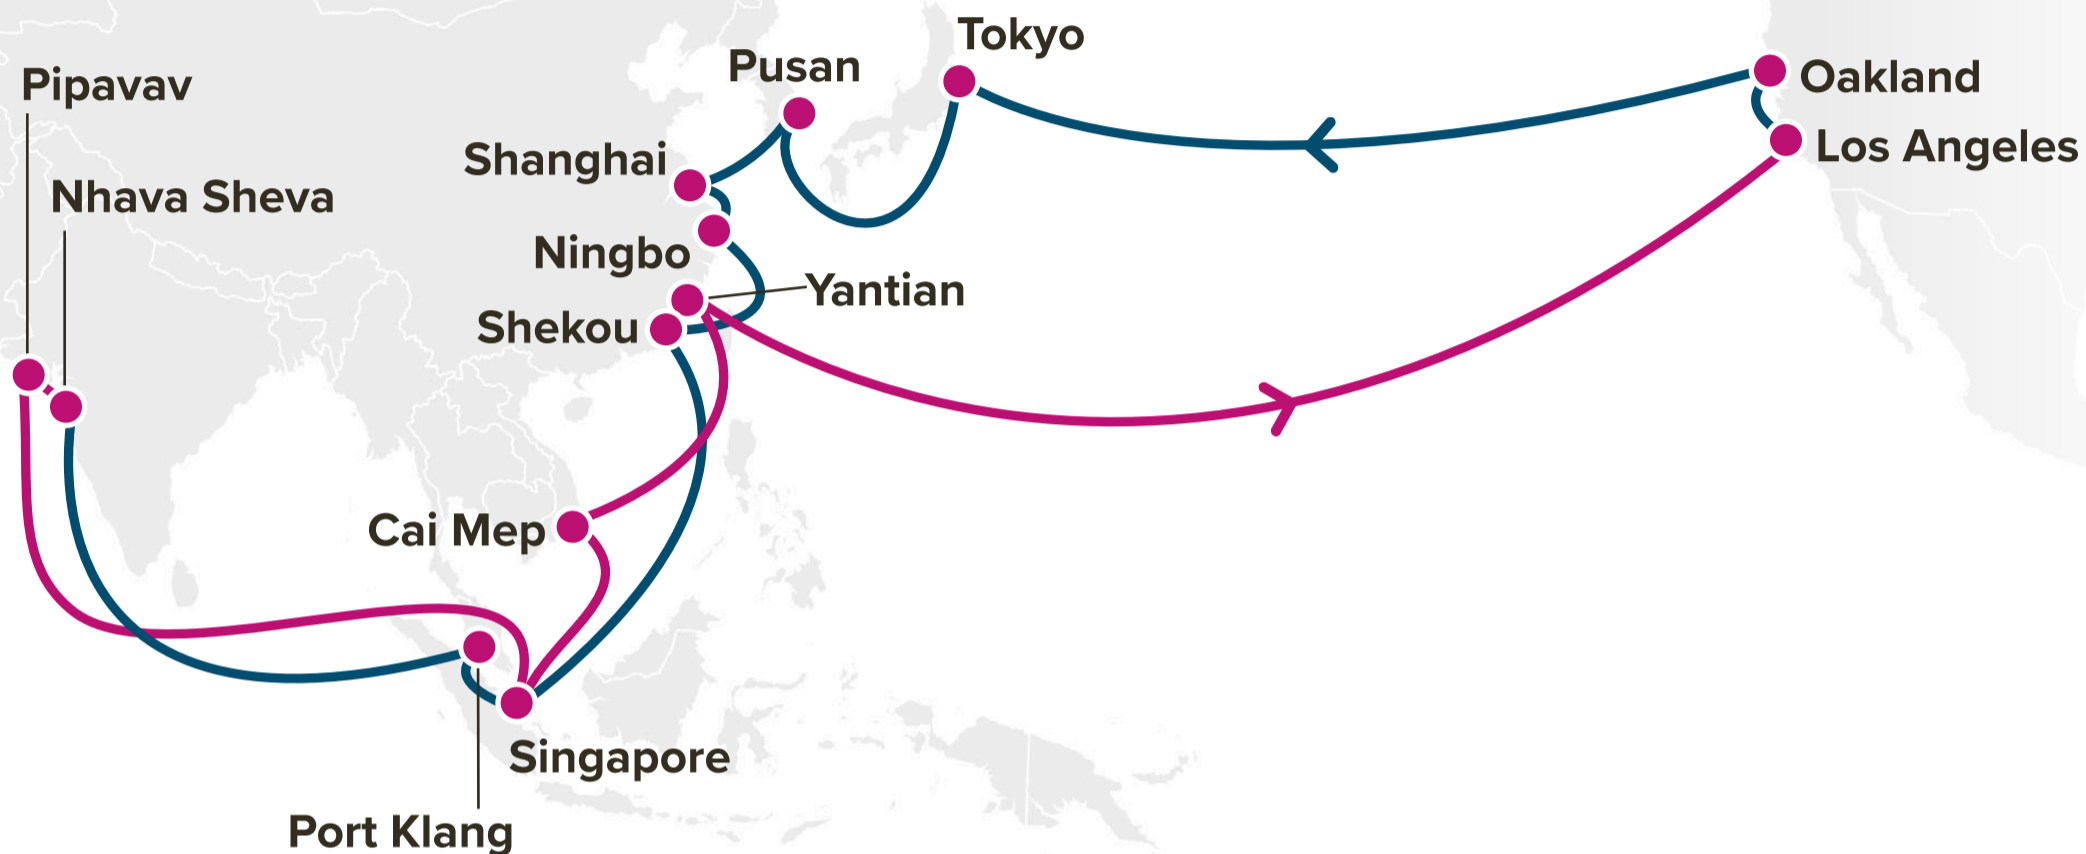 Tokyo
Pusan
Oakland
Pipavav
Los Angeles
Shanghai
Nhava Sheva
Ningbo
Yantian
Shekou
Cai Mep
Singapore
Port Klang